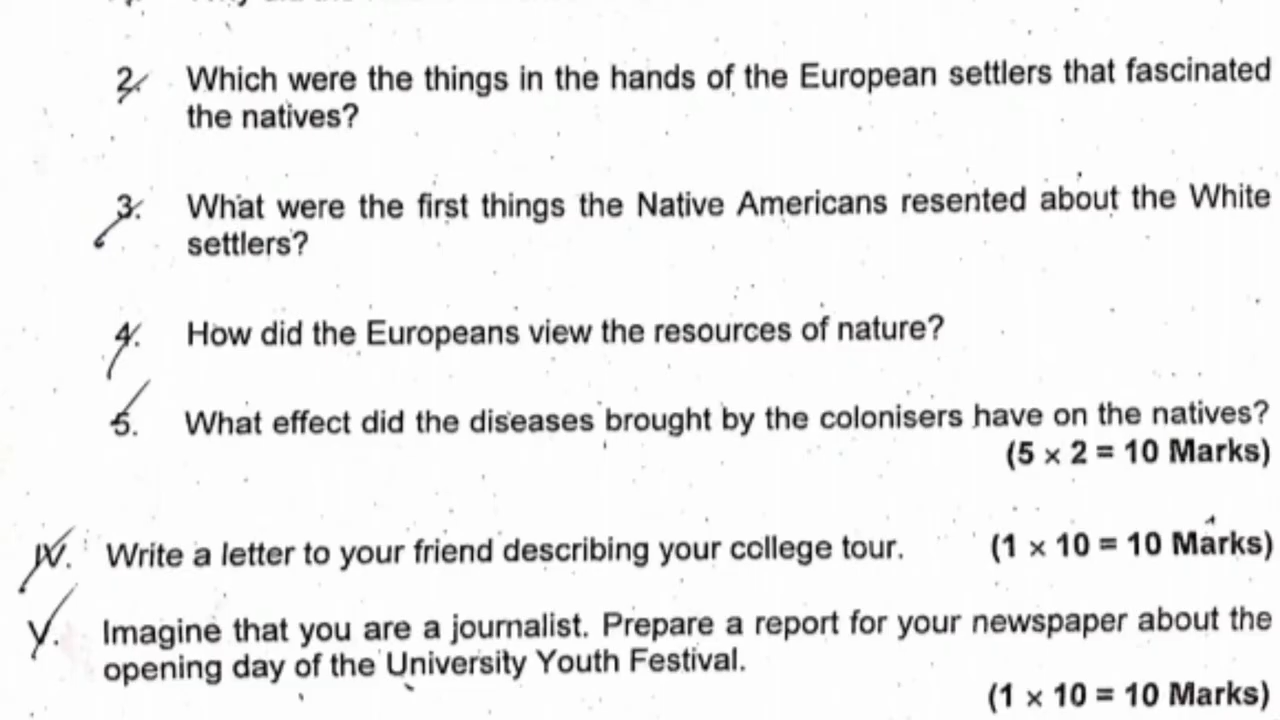 2. Which were the things in the hands of the European settlers that fascinated
the natives?
3. What were the first things the Native Americans resented about the White
settlers?
4. How did the Europeans view the resources of nature?
5. What effect did the diseases brought by the colonisers have on the natives?
(5 × 2 = 10 Marks)
IV. Write a letter to your friend describing your college tour. (1 × 10 = 10 Marks)
V. Imagine that you are a journalist. Prepare a report for your newspaper about the
opening day of the University Youth Festival.
(1 × 10 = 10 Marks)